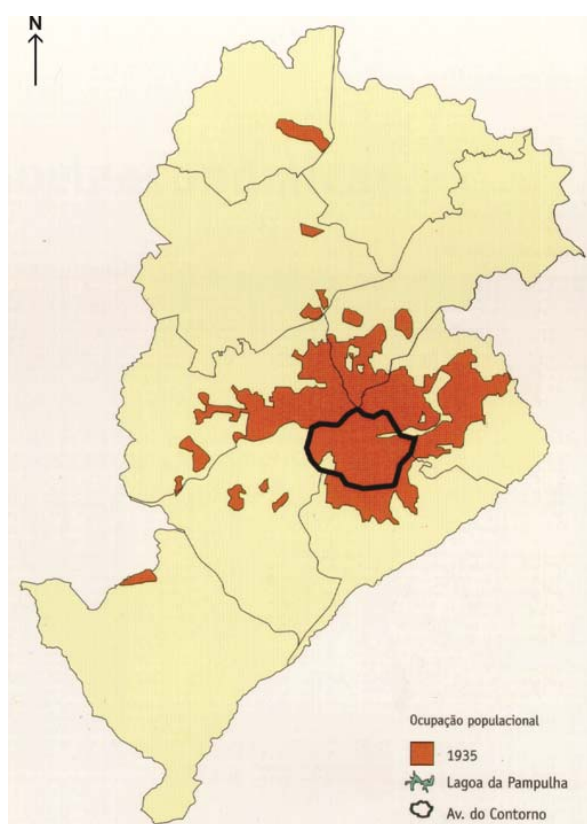 N
Ocupação populacional
1935
Lagoa da Pampulha
Av. do Contorno